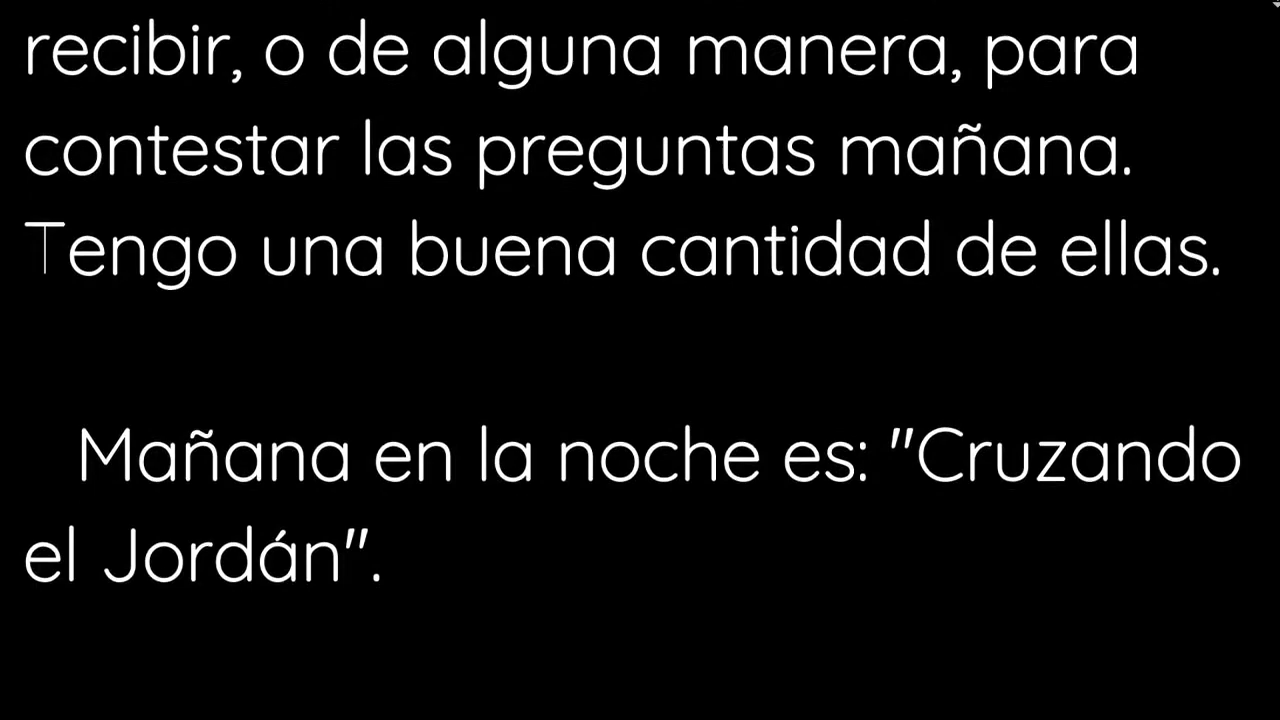 recibir, o de alguna manera, para
contestar las preguntas mañana.
Tengo una buena cantidad de ellas.
Mañana en la noche es: "Cruzando
el Jordán".